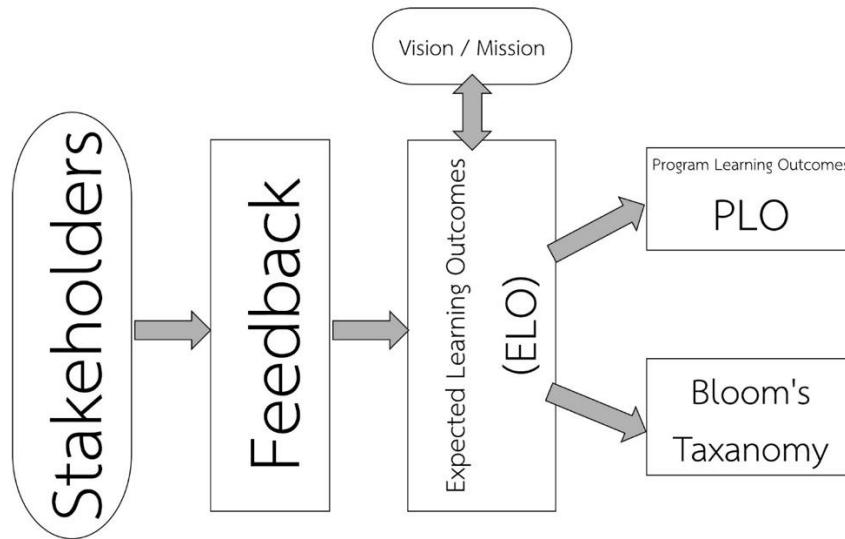 Vision / Mission
Stakeholders
Feedback
Expected Learning Outcomes
(ELO)
Program Learning Outcomes
PLO
Bloom's
Taxanomy